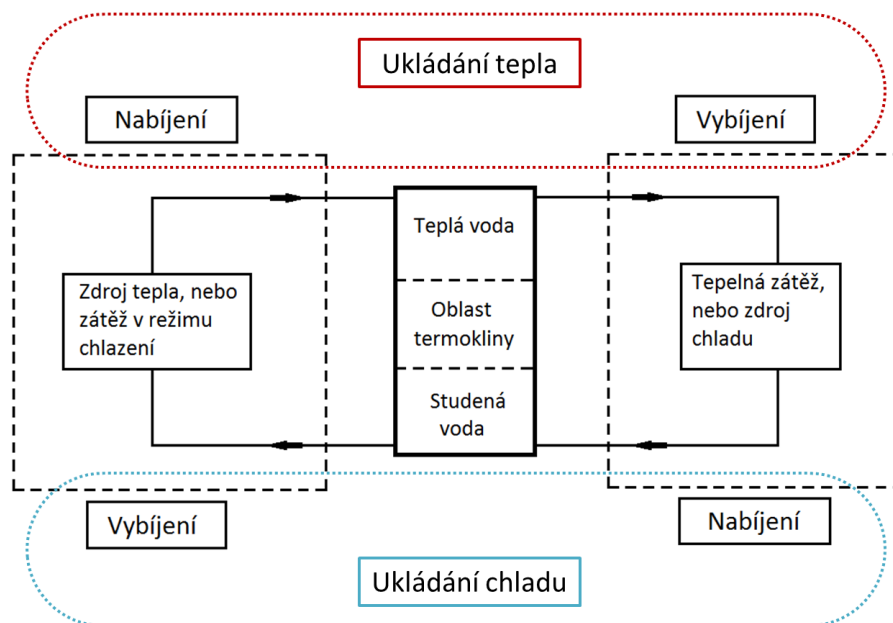 Ukládání tepla
Nabíjení
Vybíjení
Teplá voda
Zdroj tepla, nebo
zátěž v režimu
chlazení
Oblast
termokliny
Tepelná zátěž,
nebo zdroj
chladu
Studená
voda
Vybíjení
Nabíjení
Ukládání chladu